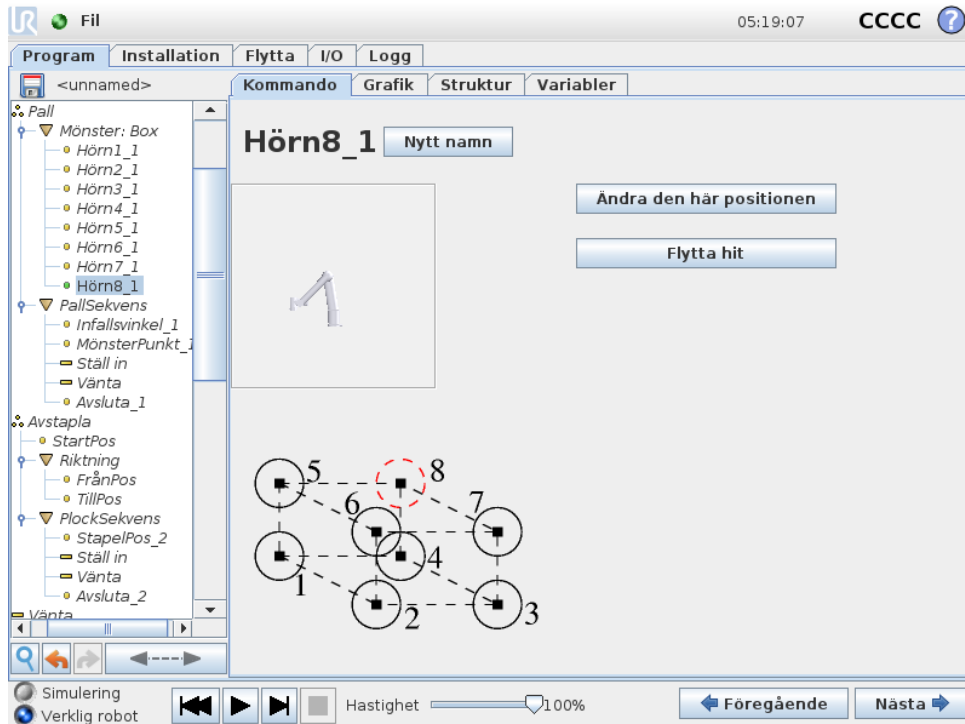 UR Fil 05:19:07 CCCC ?
Program Installation Flytta I/O Logg
<unnamed>
Kommando Grafik Struktur Variabler
Pall
Mönster: Box
Hörn1_1
Hörn2_1
Hörn3_1
Hörn4_1
Hörn5_1
Hörn6_1
Hörn7_1
Hörn8_1
PallSekvens
Infallsvinkel_1
MönsterPunkt_1
Ställ in
Vänta
Avsluta_1
Avstapla
StartPos
Riktning
FrånPos
TillPos
PlockSekvens
StapelPos_2
Ställ in
Vänta
Avsluta_2
Vänta
Hörn8_1 Nytt namn
Ändra den här positionen
Flytta hit
5 8
6 7
1 4
2 3
Simulering
Verklig robot
Hastighet 100%
Föregående Nästa